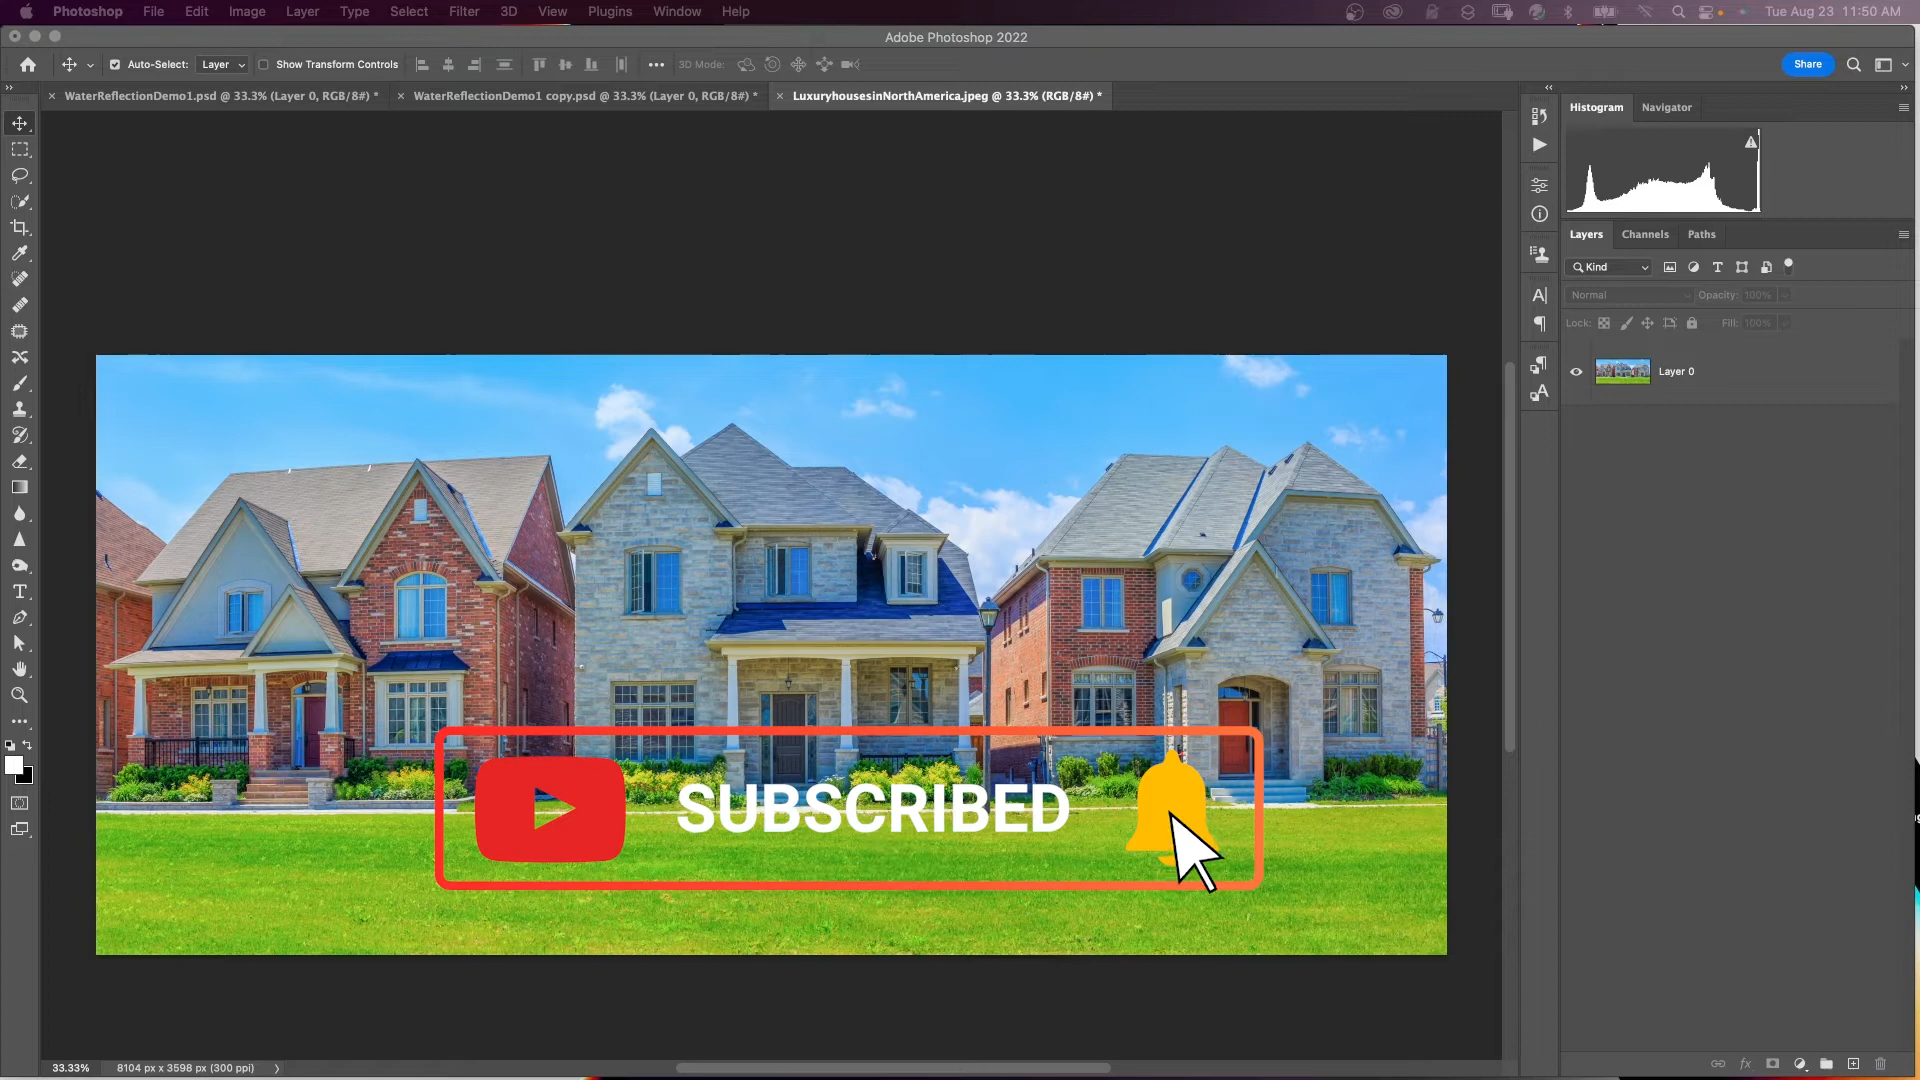 Photoshop File Edit Image Layer Type Select Filter 3D View Plugins Window Help Tue Aug 23 11:50 AM
Adobe Photoshop 2022
Auto-Select: Layer Show Transform Controls 3D Mode: Share
WaterReflectionDemo1.psd @ 33.3% (Layer 0, RGB/8#) * WaterReflectionDemo1 copy.psd @ 33.3% (Layer 0, RGB/8#) * LuxuryhousesinNorthAmerica.jpeg @ 33.3% (RGB/8#) *
Histogram Navigator
Layers Channels Paths
Kind
Normal Opacity: 100%
Lock: Fill: 100%
Layer 0
SUBSCRIBED
33.33% 8104 px x 3598 px (300 ppi)